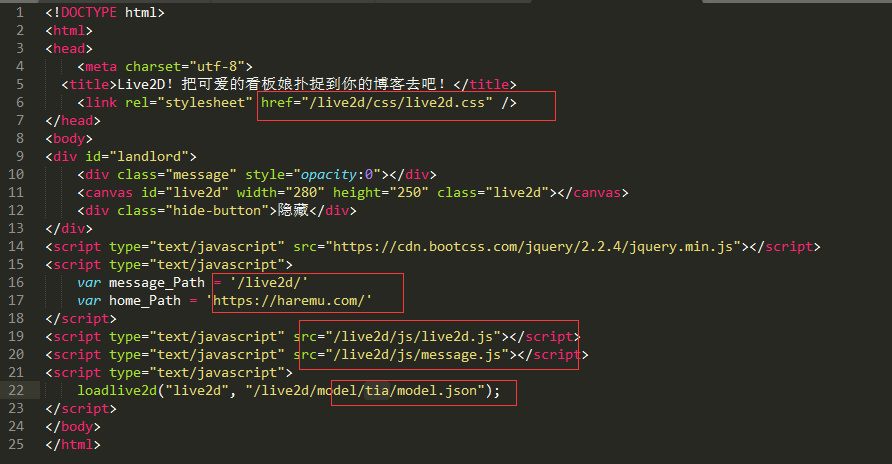 1 <!DOCTYPE html>
2 <html>
3 <head>
4 <meta charset="utf-8">
5 <title>Live2D！把可爱的看板娘扑捉到你的博客去吧！</title>
6 <link rel="stylesheet" href="/live2d/css/live2d.css" />
7 </head>
8 <body>
9 <div id="landlord">
10 <div class="message" style="opacity:0"></div>
11 <canvas id="live2d" width="280" height="250" class="live2d"></canvas>
12 <div class="hide-button">隐藏</div>
13 </div>
14 <script type="text/javascript" src="https://cdn.bootcss.com/jquery/2.2.4/jquery.min.js"></script>
15 <script type="text/javascript">
16 var message_Path = '/live2d/'
17 var home_Path = 'https://haremu.com/'
18 </script>
19 <script type="text/javascript" src="/live2d/js/live2d.js"></script>
20 <script type="text/javascript" src="/live2d/js/message.js"></script>
21 <script type="text/javascript">
22 loadlive2d("live2d", "/live2d/model/tia/model.json");
23 </script>
24 </body>
25 </html>